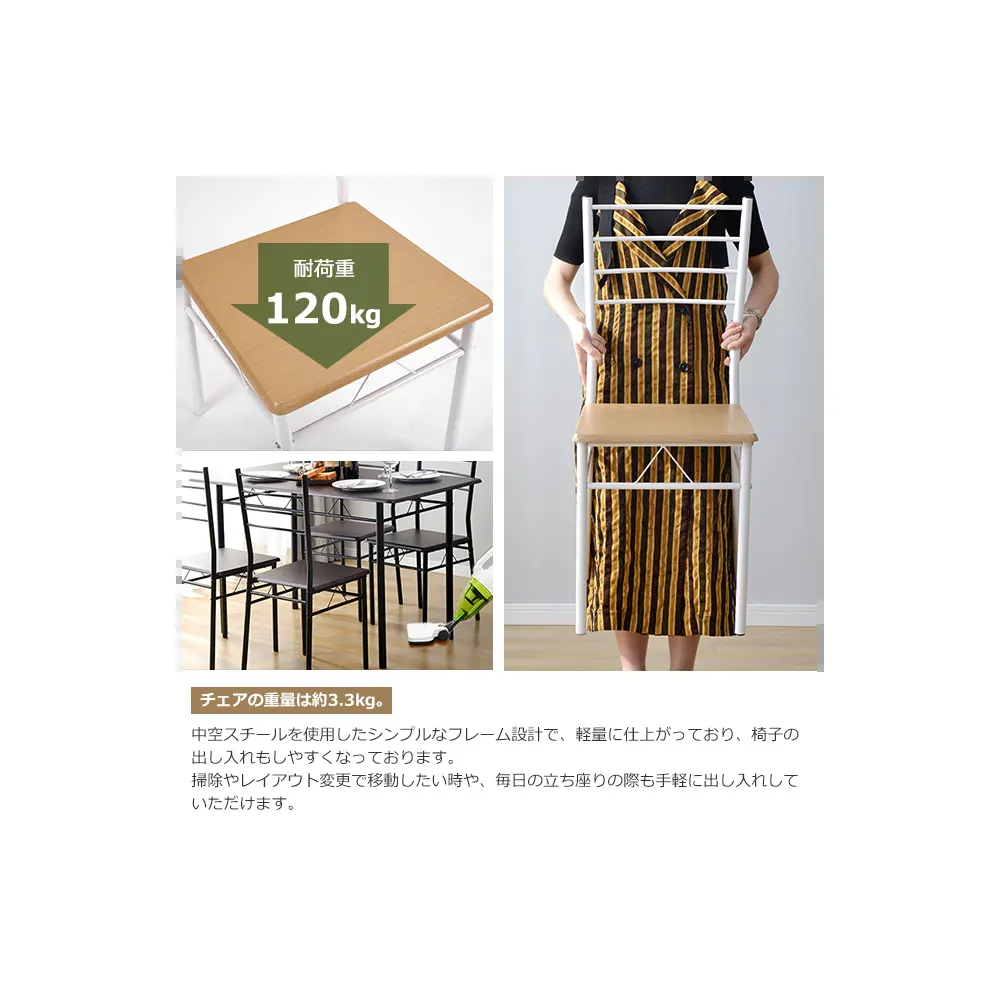 耐荷重
120kg
チェアの重量は約3.3kg。
中空スチールを使用したシンプルなフレーム設計で、軽量に仕上がっており、椅子の
出し入れもしやすくなっております。
掃除やレイアウト変更で移動したい時や、毎日の立ち座りの際も手軽に出し入れして
いただけます。